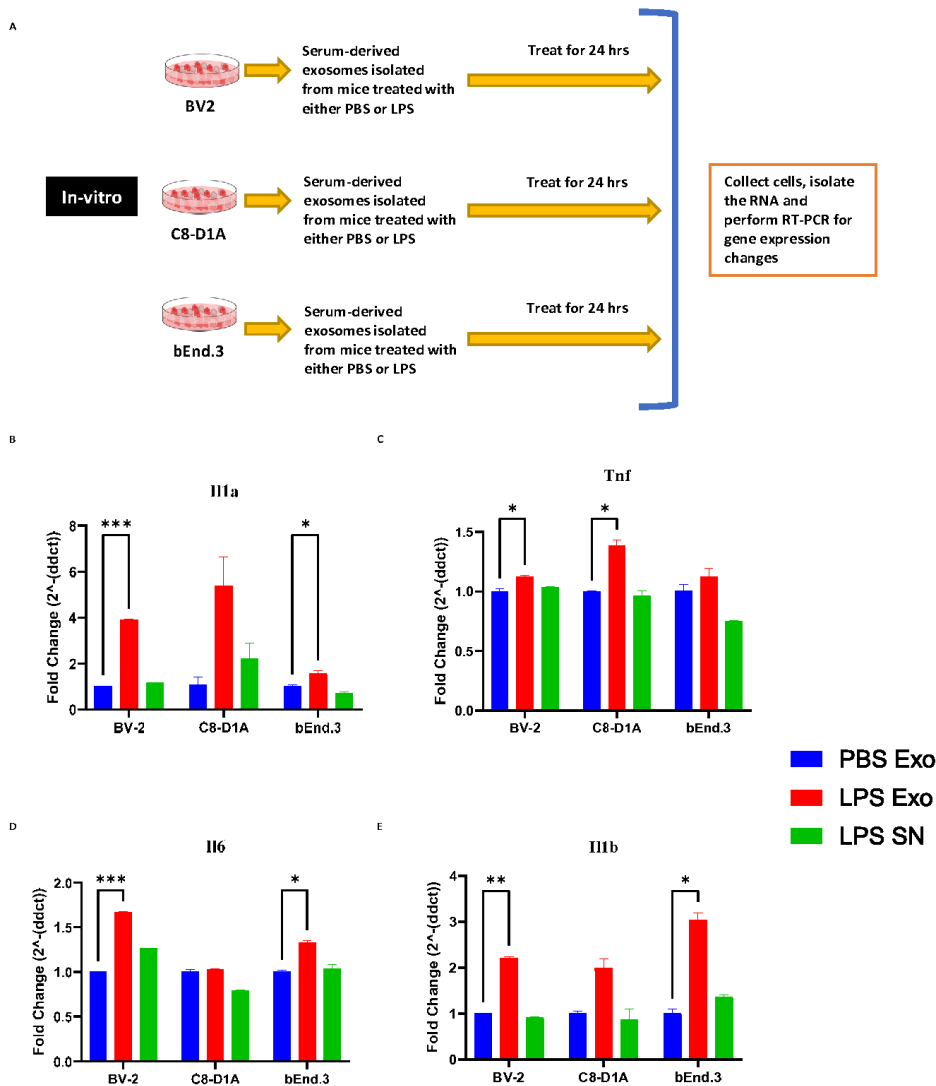 A
BV2
Serum-derived
exosomes isolated
from mice treated with
either PBS or LPS
Treat for 24 hrs
In-vitro
C8-D1A
Serum-derived
exosomes isolated
from mice treated with
either PBS or LPS
Treat for 24 hrs
Collect cells, isolate
the RNA and
perform RT-PCR for
gene expression
changes
bEnd.3
Serum-derived
exosomes isolated
from mice treated with
either PBS or LPS
Treat for 24 hrs
B
Il1a
Fold Change (2^-(ddct))
8
6
4
2
0
***
*
BV-2
C8-D1A
bEnd.3
C
Tnf
Fold Change (2^-(ddct))
1.5
1.0
0.5
0.0
*
*
BV-2
C8-D1A
bEnd.3
PBS Exo
LPS Exo
LPS SN
D
Il6
Fold Change (2^-(ddct))
2.0
1.5
1.0
0.5
0.0
***
*
BV-2
C8-D1A
bEnd.3
E
Il1b
Fold Change (2^-(ddct))
4
3
2
1
0
**
*
BV-2
C8-D1A
bEnd.3